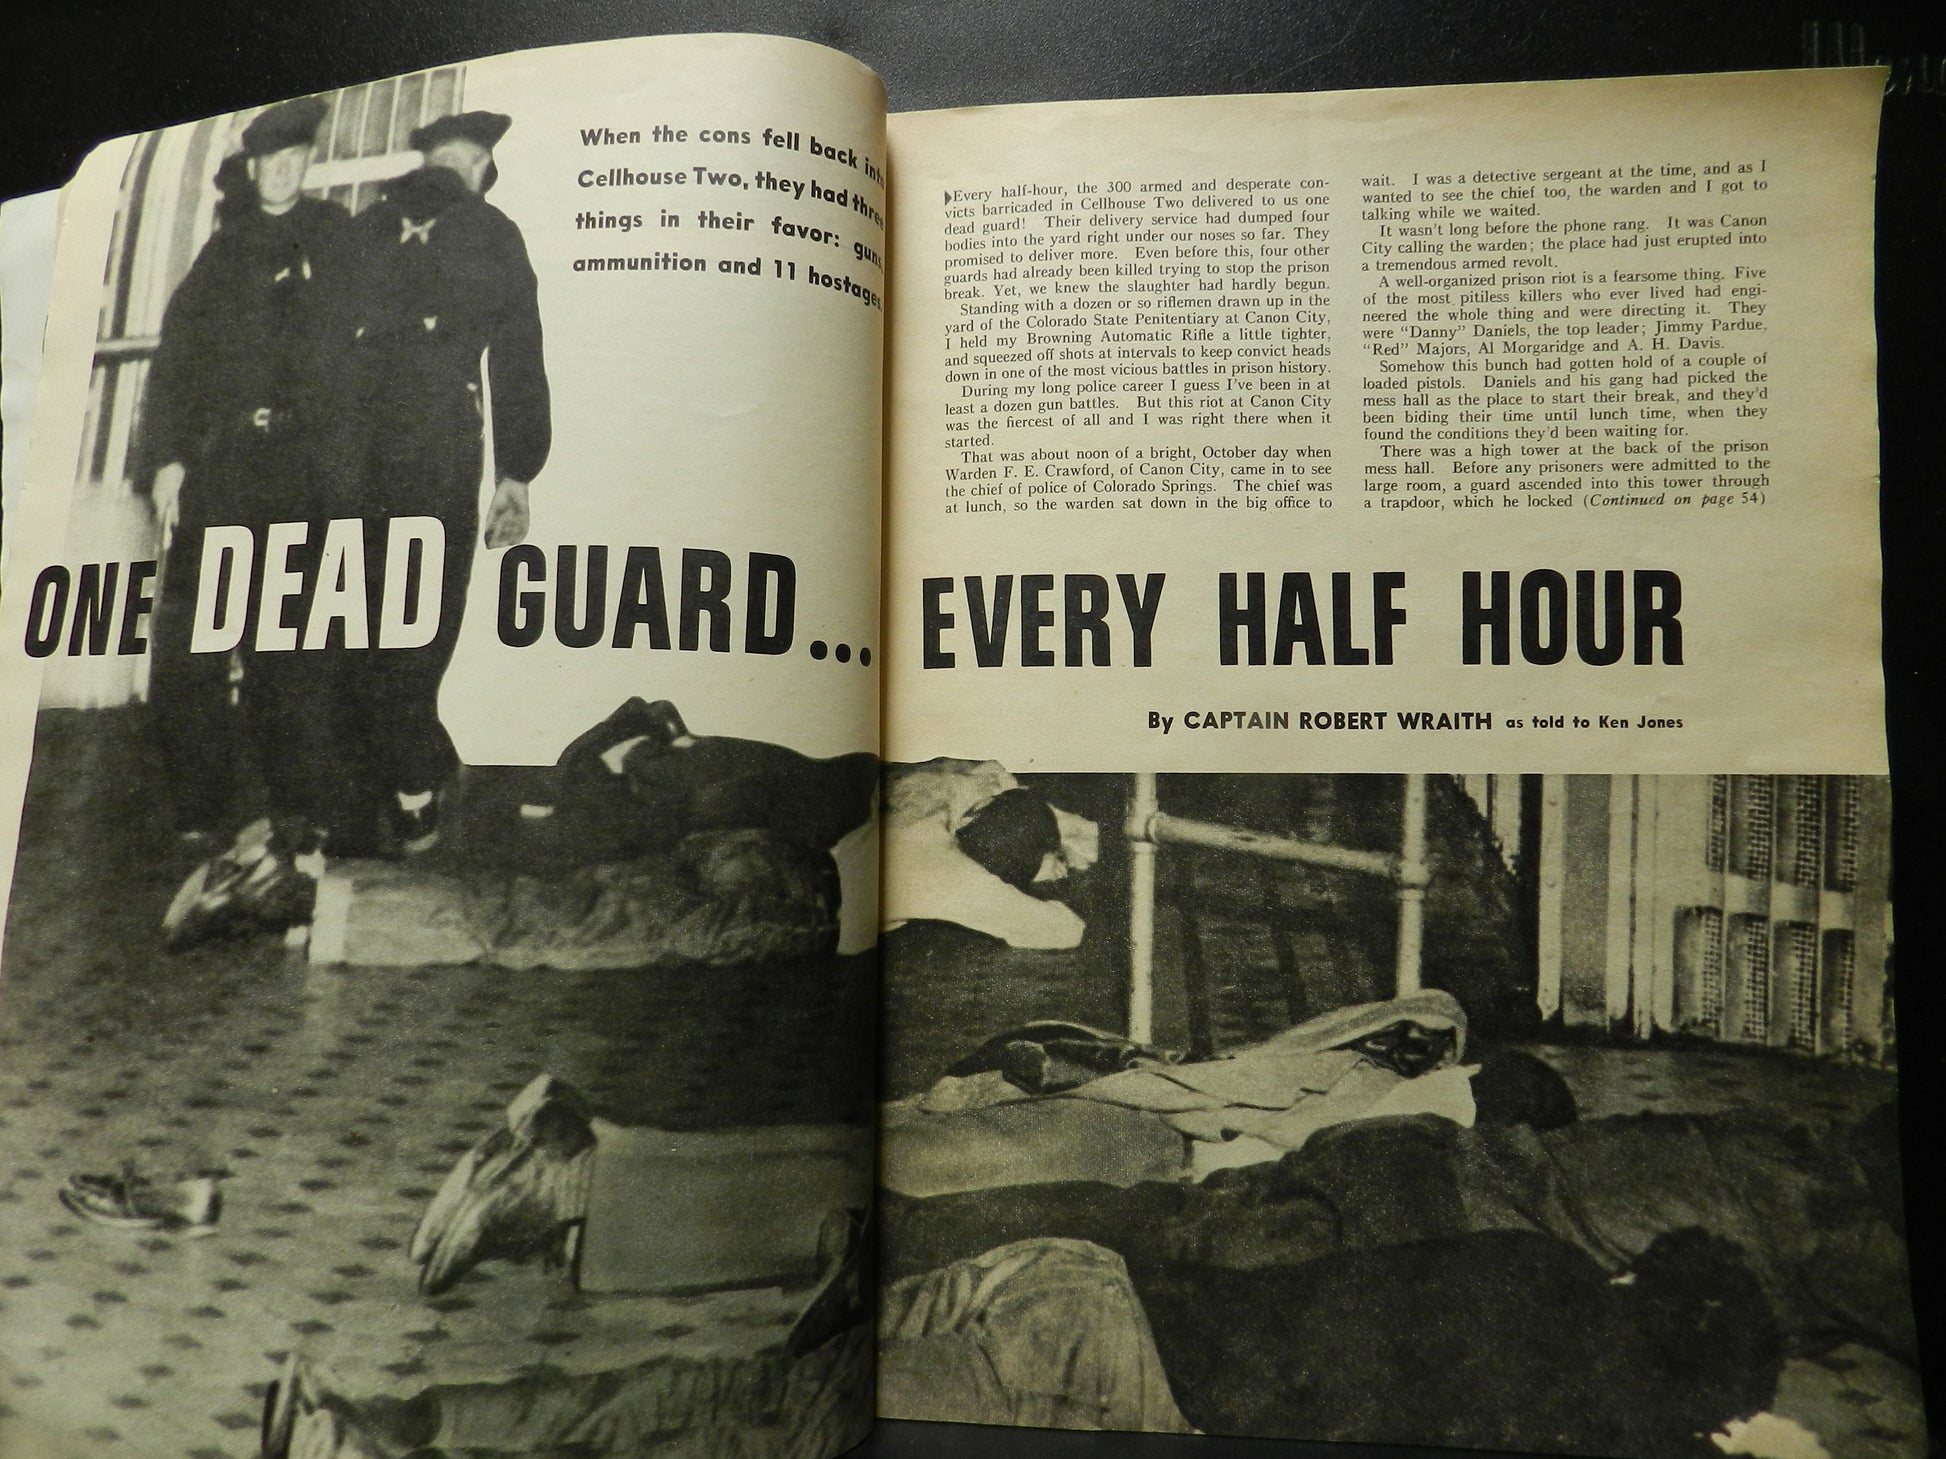 When the cons fell back into
Cellhouse Two, they had three
things in their favor: guns,
ammunition and 11 hostages.
ONE DEAD GUARD... EVERY HALF HOUR
By CAPTAIN ROBERT WRAITH as told to Ken Jones
Every half-hour, the 300 armed and desperate con-
victs barricaded in Cellhouse Two delivered to us one
dead guard! Their delivery service had dumped four
bodies into the yard right under our noses so far. They
promised to deliver more. Even before this, four other
guards had already been killed trying to stop the prison
break. Yet, we knew the slaughter had hardly begun.
Standing with a dozen or so riflemen drawn up in the
yard of the Colorado State Penitentiary at Canon City,
I held my Browning Automatic Rifle a little tighter,
and squeezed off shots at intervals to keep convict heads
down in one of the most vicious battles in prison history.
During my long police career I guess I've been in at
least a dozen gun battles. But this riot at Canon City
was the fiercest of all and I was right there when it
started.
That was about noon of a bright, October day when
Warden F. E. Crawford, of Canon City, came in to see
the chief of police of Colorado Springs. The chief was
at lunch, so the warden sat down in the big office to
wait. I was a detective sergeant at the time, and as I
wanted to see the chief too, the warden and I got to
talking while we waited.
It wasn't long before the phone rang. It was Canon
City calling the warden; the place had just erupted into
a tremendous armed revolt.
A well-organized prison riot is a fearsome thing. Five
of the most pitiless killers who ever lived had engi-
neered the whole thing and were directing it. They
were "Danny" Daniels, the top leader; Jimmy Pardue,
"Red" Majors, Al Morgaridge and A. H. Davis.
Somehow this bunch had gotten hold of a couple of
loaded pistols. Daniels and his gang had picked the
mess hall as the place to start their break, and they'd
been biding their time until lunch time, when they
found the conditions they'd been waiting for.
There was a high tower at the back of the prison
mess hall. Before any prisoners were admitted to the
large room, a guard ascended into this tower through
a trapdoor, which he locked (Continued on page 54)